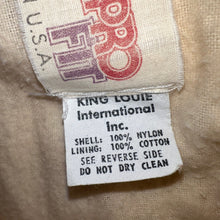 PRO
FIT
U.S.A.
KING LOUIE
International
Inc.
SHELL: 100% NYLON
LINING: 100% COTTON
SEE REVERSE SIDE
DO NOT DRY CLEAN